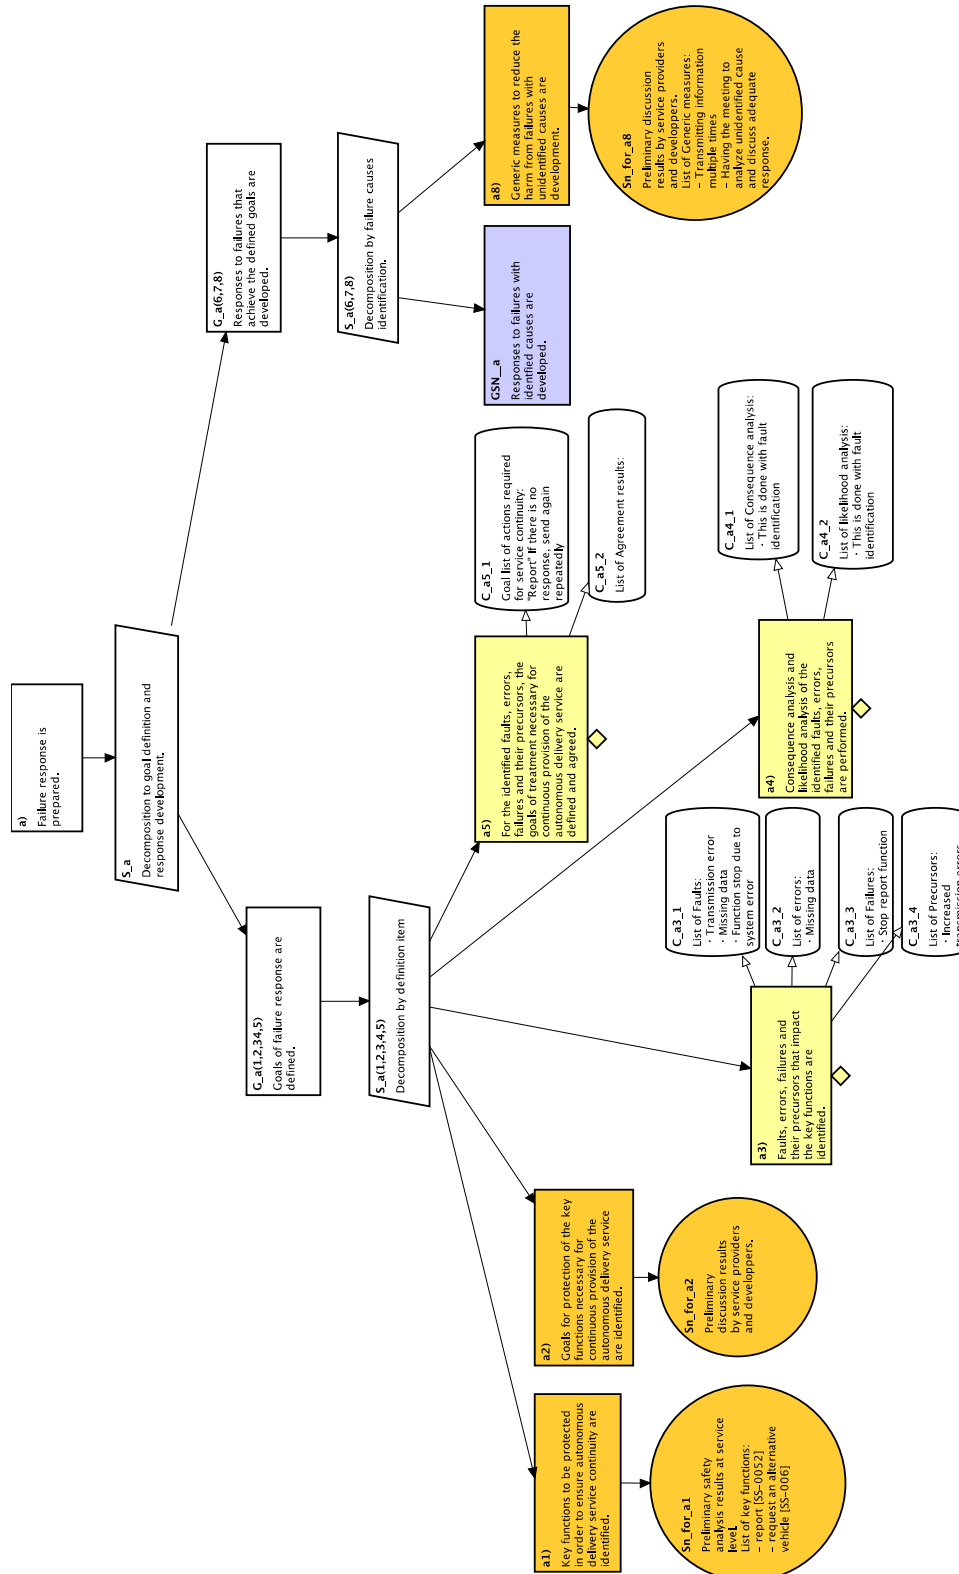 a)
Failure response is
prepared.
S_a
Decomposition to goal definition and
response development.
G_a(1,2,34,5)
Goals of failure response are
defined.
S_a(1,2,3,4,5)
Decomposition by definition item
a1)
Key functions to be protected
in order to ensure autonomous
delivery service continuity are
identified.
Sn_for_a1
Preliminary safety
analysis results at service
level.
List of key functions:
– report [SS–0052]
– request an alternative
vehicle [SS–006]
a2)
Goals for protection of the key
functions necessary for
continuous provision of the
autonomous delivery service
are identified.
Sn_for_a2
Preliminary
discussion results
by service providers
and developpers.
a3)
Faults, errors, failures and
their precursors that impact
the key functions are
identified.
C_a3_1
List of Faults:
・Transmission error
・Missing data
・Function stop due to
system error
C_a3_2
List of errors:
・Missing data
C_a3_3
List of Failures:
・Stop report function
C_a3_4
List of Precursors:
・Increased
transmission errors
a4)
Consequence analysis and
likelihood analysis of the
identified faults, errors,
failures and their precursors
are performed.
C_a4_1
List of Consequence analysis:
・This is done with fault
identification
C_a4_2
List of likelihood analysis:
・This is done with fault
identification
a5)
For the identified faults, errors,
failures and their precursors, the
goals of treatment necessary for
continuous provision of the
autonomous delivery service are
defined and agreed.
C_a5_1
Goal list of actions required
for service continuity:
"Report" If there is no
response, send again
repeatedly
C_a5_2
List of Agreement results:
G_a(6,7,8)
Responses to failures that
achieve the defined goals are
developed.
S_a(6,7,8)
Decomposition by failure causes
identification.
GSN__a
Responses to failures with
identified causes are
developed.
a8)
Generic measures to reduce the
harm from failures with
unidentified causes are
development.
Sn_for_a8
Preliminary discussion
results by service providers
and developpers.
List of Generic measures:
– Transmitting information
multiple times
– Having the meeting to
analyze unidentified cause
and discuss adequate
response.